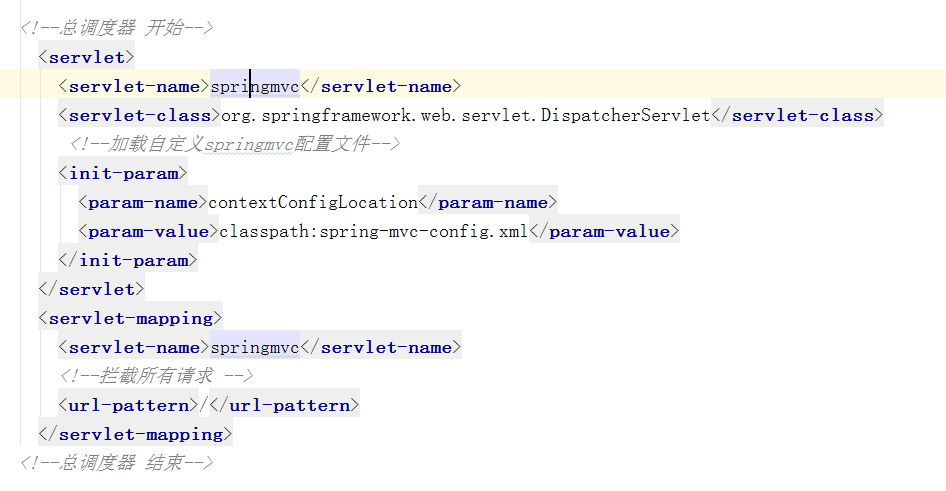 <!--总调度器 开始-->
<servlet>
<servlet-name>springmvc</servlet-name>
<servlet-class>org.springframework.web.servlet.DispatcherServlet</servlet-class>
<!--加载自定义springmvc配置文件-->
<init-param>
<param-name>contextConfigLocation</param-name>
<param-value>classpath:spring-mvc-config.xml</param-value>
</init-param>
</servlet>
<servlet-mapping>
<servlet-name>springmvc</servlet-name>
<!--拦截所有请求 -->
<url-pattern>/</url-pattern>
</servlet-mapping>
<!--总调度器 结束-->